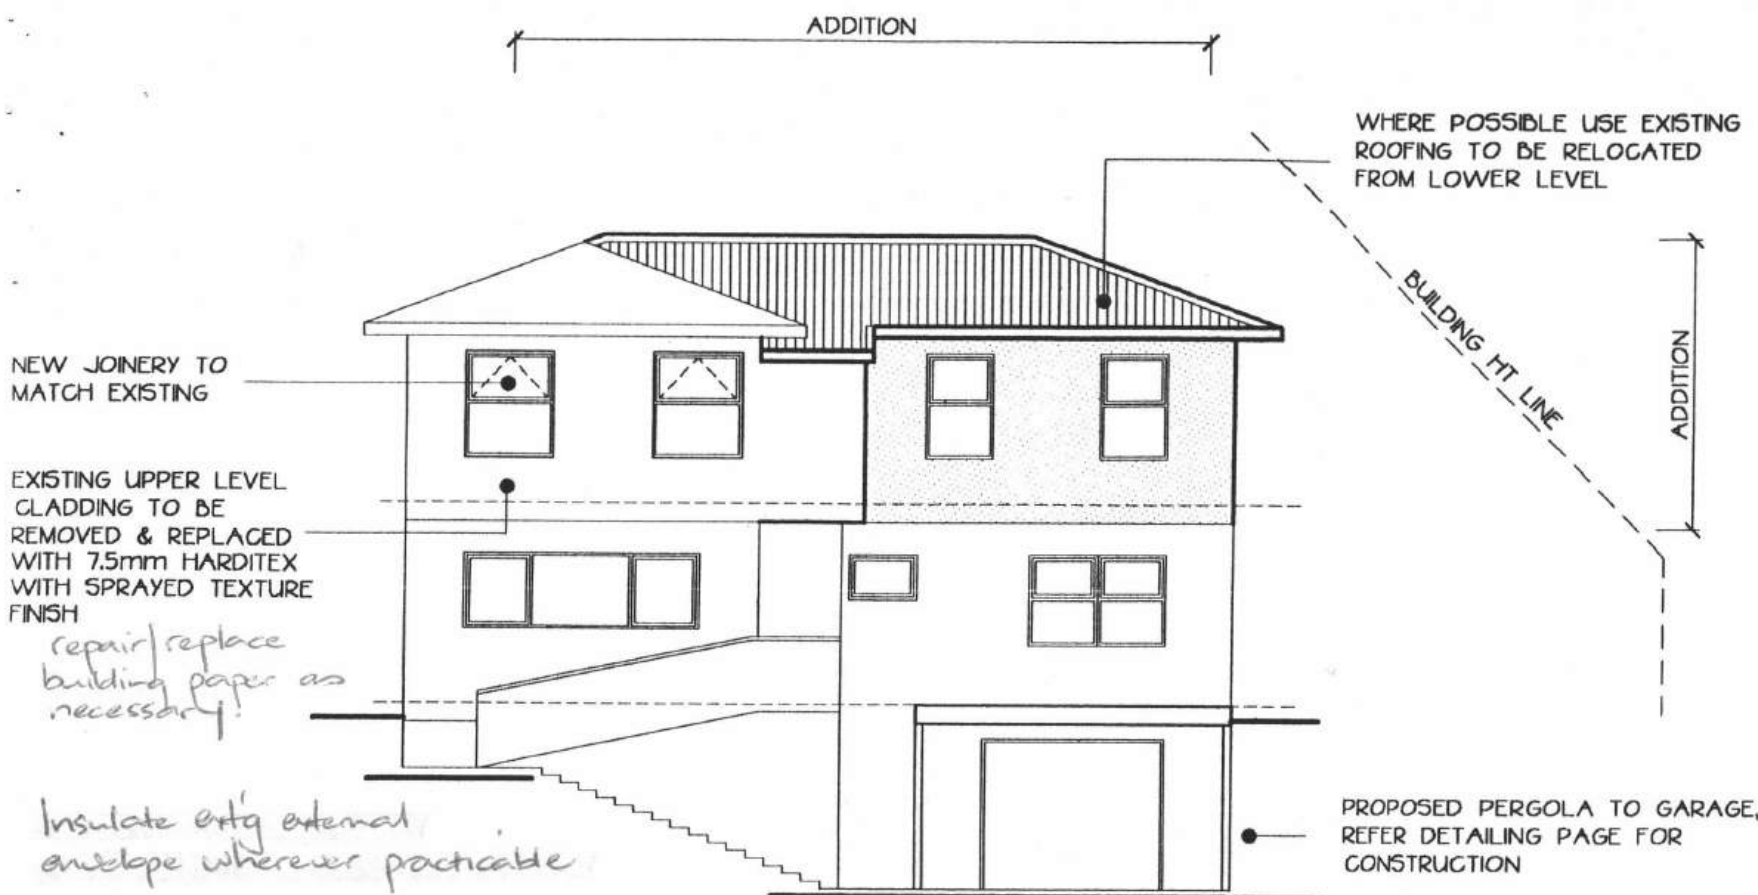 ADDITION
WHERE POSSIBLE USE EXISTING
ROOFING TO BE RELOCATED
FROM LOWER LEVEL
BUILDING HT LINE
ADDITION
NEW JOINERY TO
MATCH EXISTING
EXISTING UPPER LEVEL
CLADDING TO BE
REMOVED & REPLACED
WITH 7.5mm HARDITEX
WITH SPRAYED TEXTURE
FINISH
repair/replace
building paper as
necessary!
Insulate ext'g external
envelope wherever practicable
PROPOSED PERGOLA TO GARAGE,
REFER DETAILING PAGE FOR
CONSTRUCTION